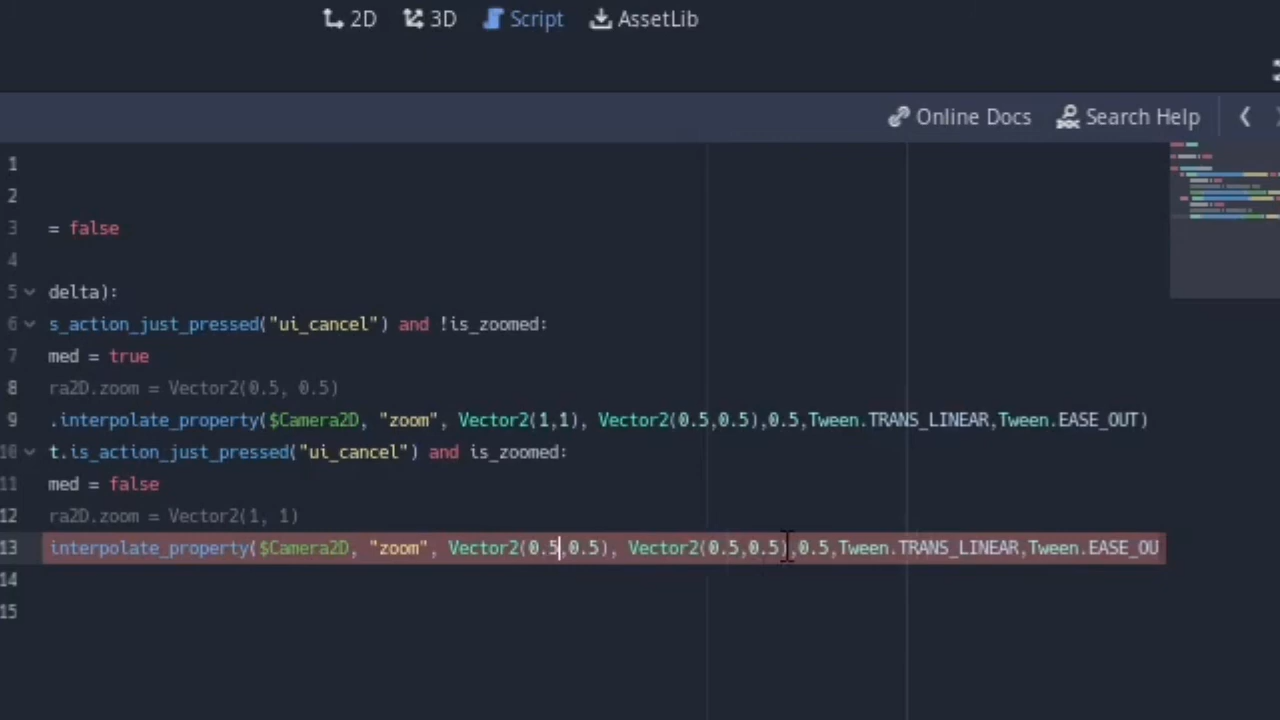 2D 3D Script AssetLib
Online Docs Search Help
1
2
3 = false
4
5 delta):
6 s_action_just_pressed("ui_cancel") and !is_zoomed:
7 med = true
8 ra2D.zoom = Vector2(0.5, 0.5)
9 .interpolate_property($Camera2D, "zoom", Vector2(1,1), Vector2(0.5,0.5),0.5,Tween.TRANS_LINEAR,Tween.EASE_OUT)
10 t.is_action_just_pressed("ui_cancel") and is_zoomed:
11 med = false
12 ra2D.zoom = Vector2(1, 1)
13 interpolate_property($Camera2D, "zoom", Vector2(0.5,0.5), Vector2(0.5,0.5),0.5,Tween.TRANS_LINEAR,Tween.EASE_OU
14
15